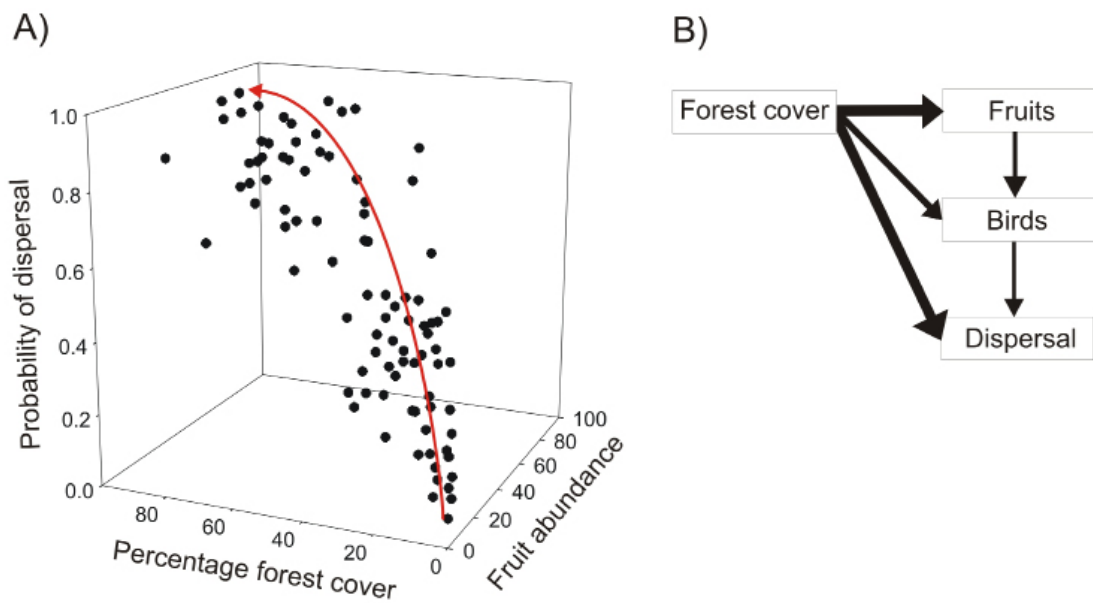 A)
1.0
0.8
0.6
0.4
0.2
0.0
Probability of dispersal
80
60
40
20
0
Percentage forest cover
0
20
40
60
80
100
Fruit abundance
B)
Forest cover
Fruits
Birds
Dispersal